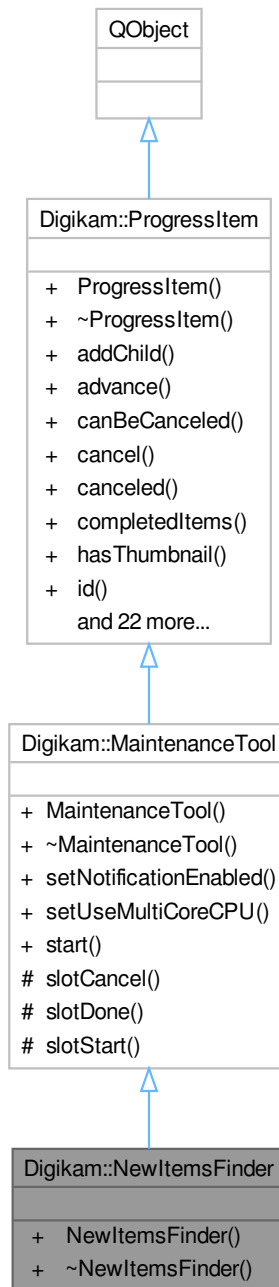 QObject
Digikam::ProgressItem
+ ProgressItem()
+ ~ProgressItem()
+ addChild()
+ advance()
+ canBeCanceled()
+ cancel()
+ canceled()
+ completedItems()
+ hasThumbnail()
+ id()
and 22 more...
Digikam::MaintenanceTool
+ MaintenanceTool()
+ ~MaintenanceTool()
+ setNotificationEnabled()
+ setUseMultiCoreCPU()
+ start()
# slotCancel()
# slotDone()
# slotStart()
Digikam::NewItemsFinder
+ NewItemsFinder()
+ ~NewItemsFinder()